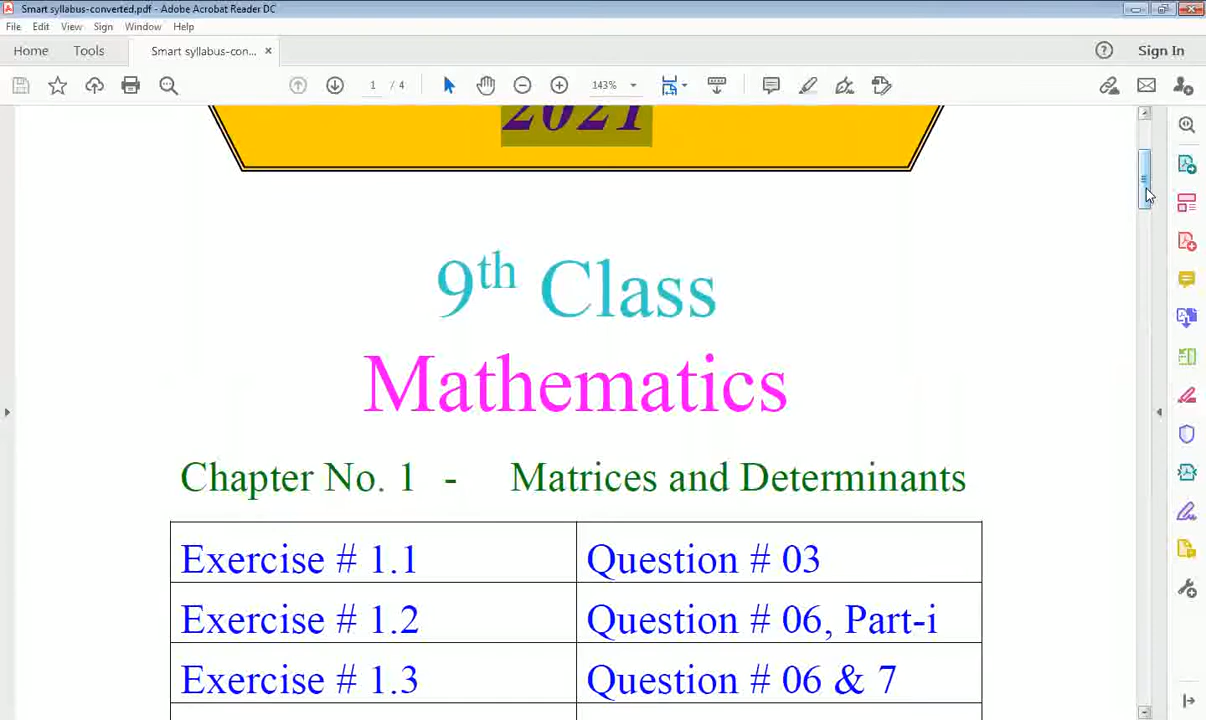 Smart syllabus-converted.pdf - Adobe Acrobat Reader DC
File Edit View Sign Window Help
Home Tools Smart syllabus-con... × Sign In
1 / 4 143%
2021
9th Class
Mathematics
Chapter No. 1 - Matrices and Determinants
Exercise # 1.1 Question # 03
Exercise # 1.2 Question # 06, Part-i
Exercise # 1.3 Question # 06 & 7